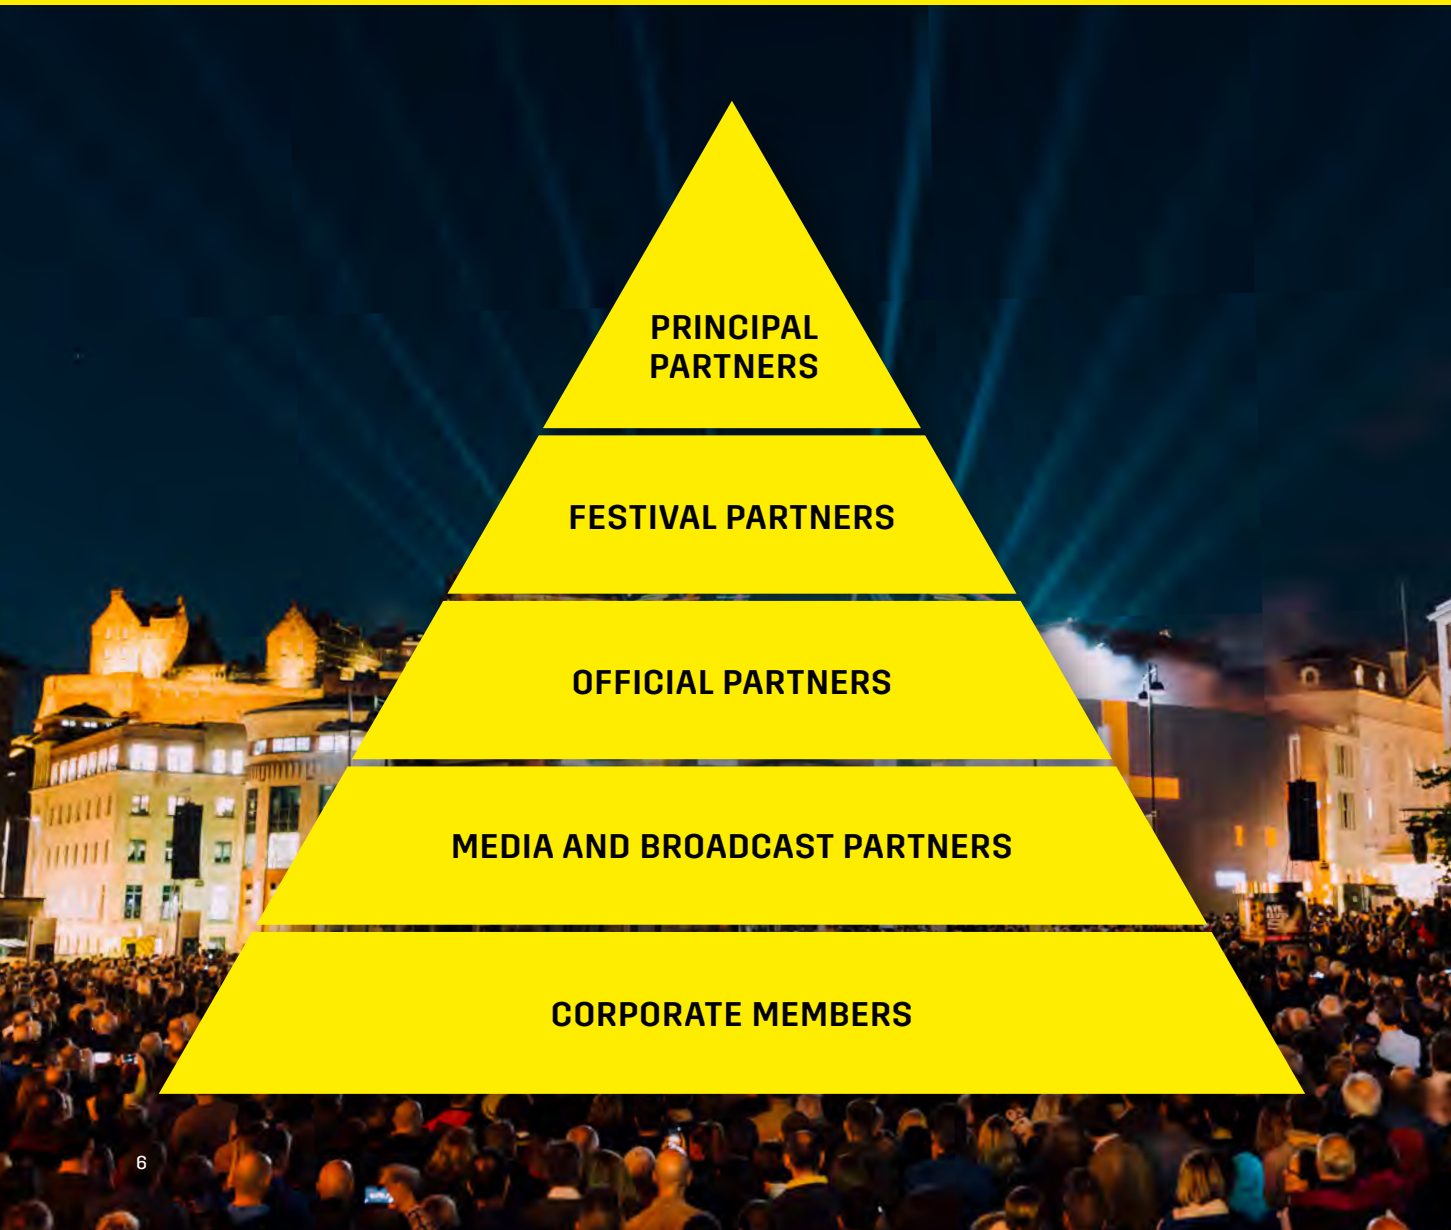 PRINCIPAL
PARTNERS
FESTIVAL PARTNERS
OFFICIAL PARTNERS
MEDIA AND BROADCAST PARTNERS
CORPORATE MEMBERS
6